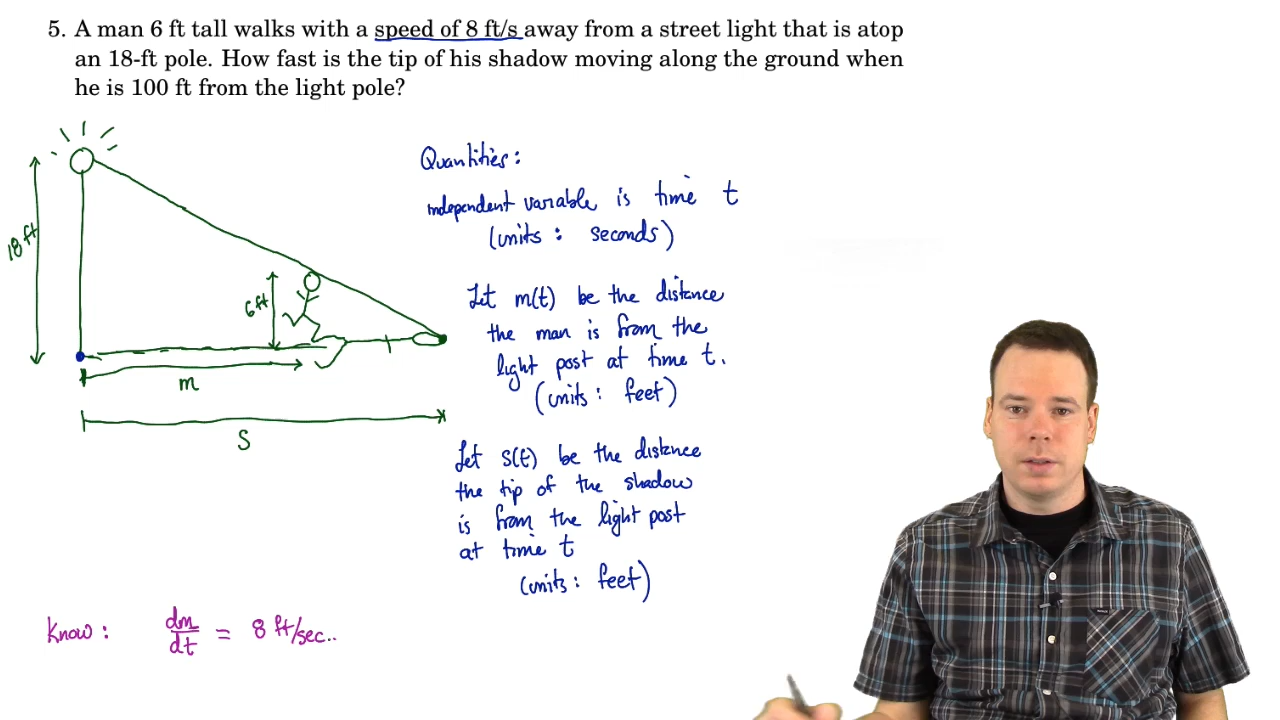 5. A man 6 ft tall walks with a speed of 8 ft/s away from a street light that is atop
an 18-ft pole. How fast is the tip of his shadow moving along the ground when
he is 100 ft from the light pole?
18 ft
6 ft
m
S
Quantities:
independent variable is time t
(units: seconds)
Let m(t) be the distance
the man is from the
light post at time t.
(units: feet)
Let s(t) be the distance
the tip of the shadow
is from the light post
at time t
(units: feet)
Know: dm/dt = 8 ft/sec..